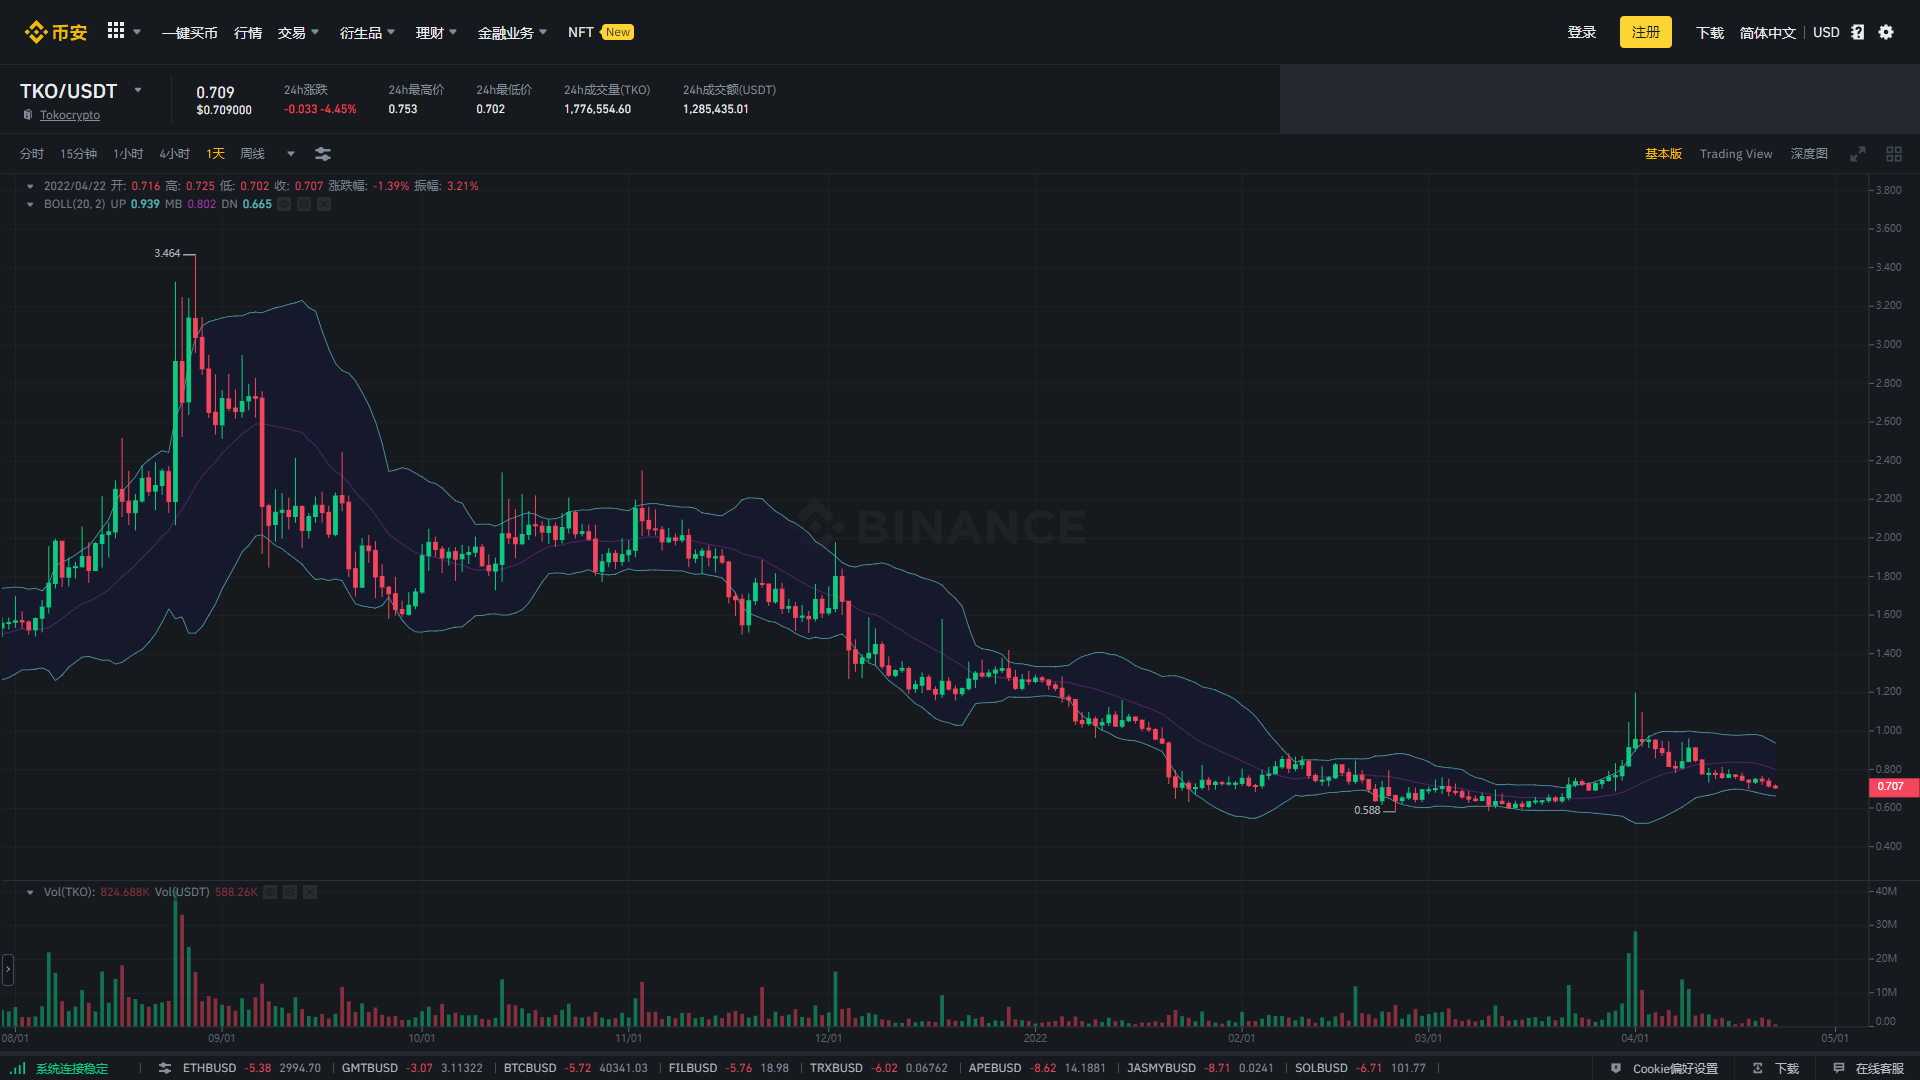 币安 一键买币 行情 交易 衍生品 理财 金融业务 NFT New 登录 注册 下载 简体中文 USD
TKO/USDT
Tokocrypto
0.709
$0.709000
24h涨跌
-0.033 -4.45%
24h最高价
0.753
24h最低价
0.702
24h成交量(TKO)
1,776,554.60
24h成交额(USDT)
1,285,435.01
分时 15分钟 1小时 4小时 1天 周线 基本版 Trading View 深度图
2022/04/22 开: 0.716 高: 0.725 低: 0.702 收: 0.707 涨跌幅: -1.39% 振幅: 3.21%
BOLL(20, 2) UP 0.939 MB 0.802 DN 0.665
3.464
0.588
BINANCE
3.800
3.600
3.400
3.200
3.000
2.800
2.600
2.400
2.200
2.000
1.800
1.600
1.400
1.200
1.000
0.800
0.707
0.600
0.400
Vol(TKO): 824.688K Vol(USDT) 588.26K
40M
30M
20M
10M
0.00
08/01 09/01 10/01 11/01 12/01 2022 02/01 03/01 04/01 05/01
系统连接稳定 ETHBUSD -5.38 2994.70 GMTBUSD -3.07 3.11322 BTCBUSD -5.72 40341.03 FILBUSD -5.76 18.98 TRXBUSD -6.02 0.06762 APEBUSD -8.62 14.1881 JASMYBUSD -8.71 0.0241 SOLBUSD -6.71 101.77 Cookie偏好设置 下载 在线客服